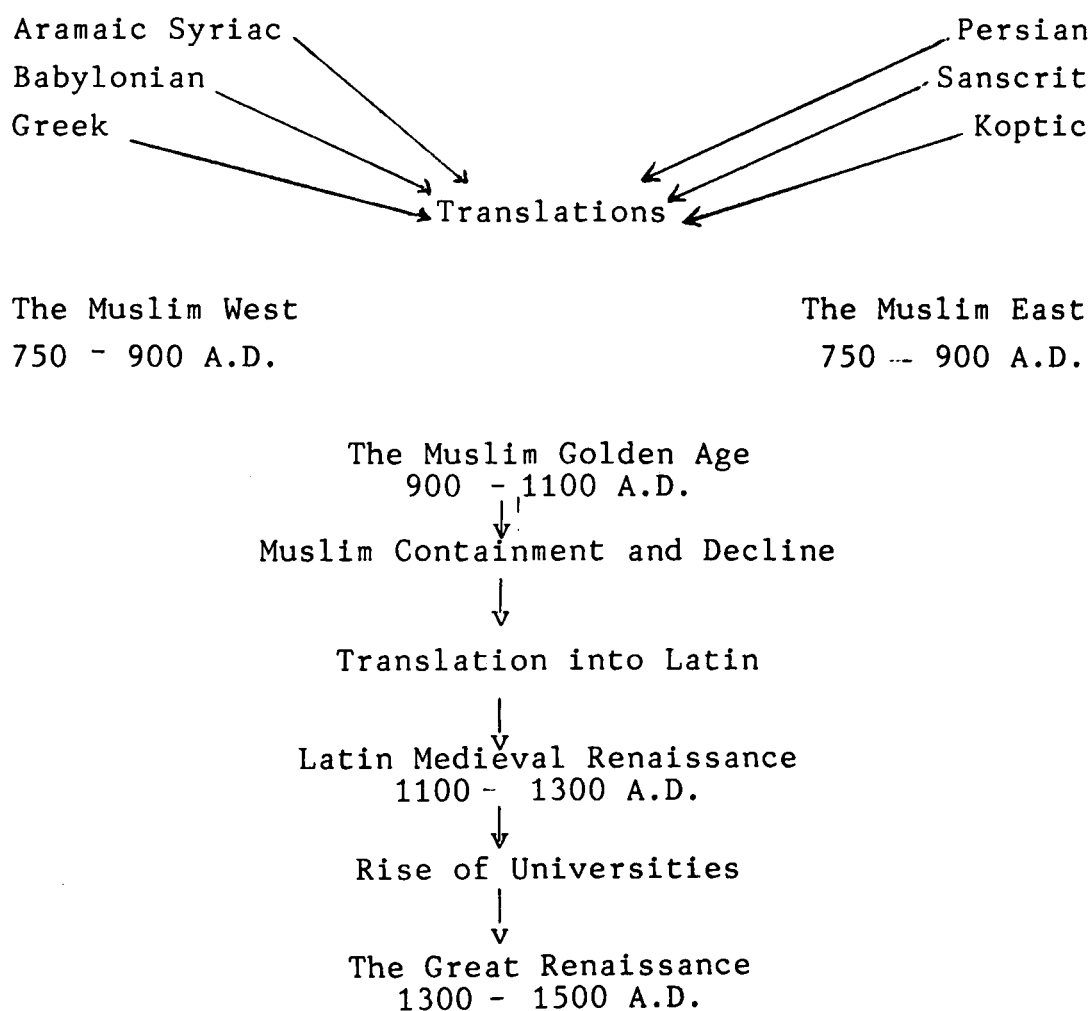 Aramaic Syriac Persian
Babylonian Sanscrit
Greek Koptic
Translations
The Muslim West The Muslim East
750 - 900 A.D. 750 - 900 A.D.
The Muslim Golden Age
900 - 1100 A.D.
Muslim Containment and Decline
Translation into Latin
Latin Medieval Renaissance
1100 - 1300 A.D.
Rise of Universities
The Great Renaissance
1300 - 1500 A.D.